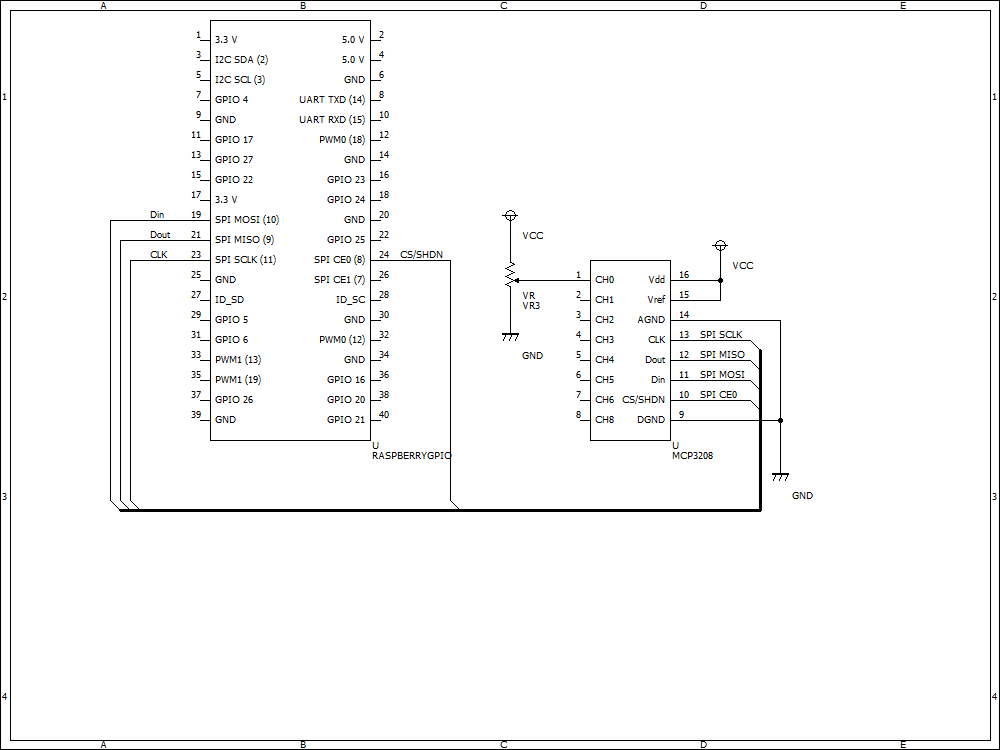 A B C D E
1 3.3 V 5.0 V 2
3 I2C SDA (2) 5.0 V 4
5 I2C SCL (3) GND 6
7 GPIO 4 UART TXD (14) 8
1 1
9 GND UART RXD (15) 10
11 GPIO 17 PWM0 (18) 12
13 GPIO 27 GND 14
15 GPIO 22 GPIO 23 16
17 3.3 V GPIO 24 18
Din 19 SPI MOSI (10) GND 20
Dout 21 SPI MISO (9) GPIO 25 22
CLK 23 SPI SCLK (11) SPI CE0 (8) 24 CS/SHDN
25 GND SPI CE1 (7) 26
27 ID_SD ID_SC 28
29 GPIO 5 GND 30
31 GPIO 6 PWM0 (12) 32
33 PWM1 (13) GND 34
35 PWM1 (19) GPIO 16 36
37 GPIO 26 GPIO 20 38
39 GND GPIO 21 40
U
RASPBERRYGPIO
VCC
VR
VR3
GND
VCC
2 2
1 CH0 Vdd 16
2 CH1 Vref 15
3 CH2 AGND 14
4 CH3 CLK 13 SPI SCLK
5 CH4 Dout 12 SPI MISO
6 CH5 Din 11 SPI MOSI
7 CH6 CS/SHDN 10 SPI CE0
8 CH8 DGND 9
U
MCP3208
GND
3 3
4 4
A B C D E